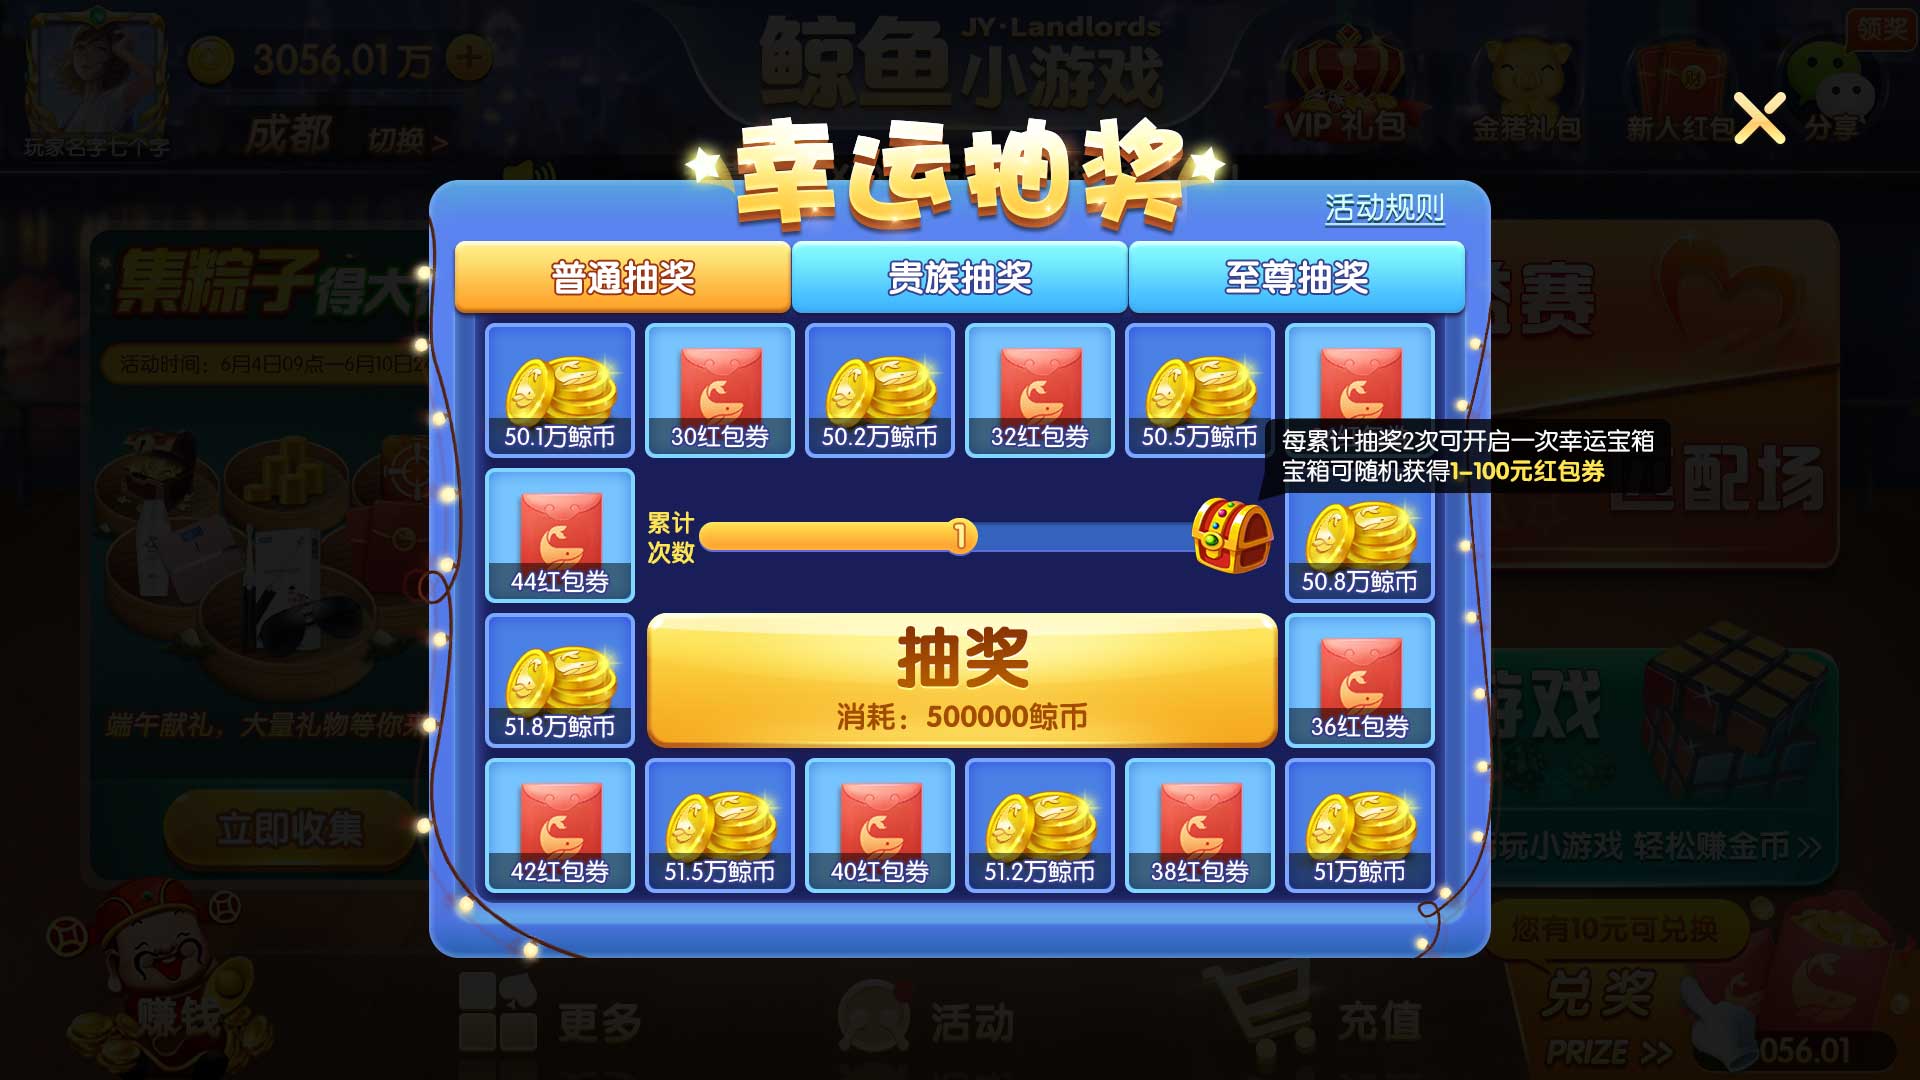 3056.01万
鲸鱼
JY·Landlords
小游戏
成都
切换 >
玩家名字七个字
VIP 礼包
金猪礼包
新人红包
分享
领奖
幸运抽奖
活动规则
普通抽奖
贵族抽奖
至尊抽奖
集粽子
活动时间：6月4日09点—6月10日
端午献礼，大量礼物等你
立即收集
50.1万鲸币
30红包券
50.2万鲸币
32红包券
50.5万鲸币
每累计抽奖2次可开启一次幸运宝箱
宝箱可随机获得1-100元红包券
44红包券
累计
次数
1
50.8万鲸币
51.8万鲸币
抽奖
消耗：500000鲸币
36红包券
42红包券
51.5万鲸币
40红包券
51.2万鲸币
38红包券
51万鲸币
赛
匹配场
游戏
玩小游戏 轻松赚金币 >>
您有10元可兑换
兑奖
PRIZE >>
056.01
赚钱
更多
活动
充值